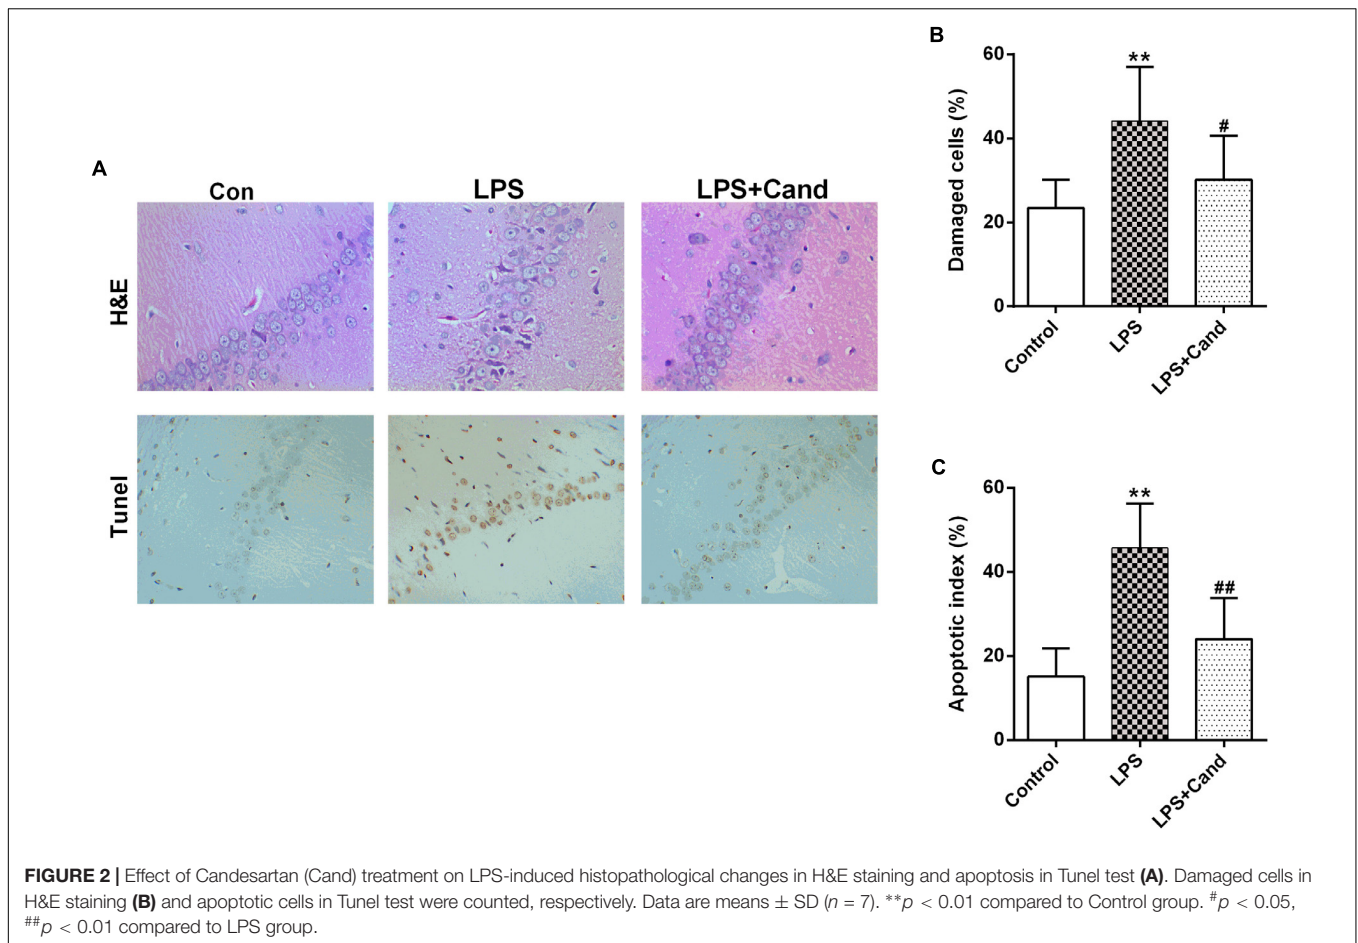 A
Con
LPS
LPS+Cand
H&E
Tunel
B
Damaged cells (%)
60
40
20
0
**
#
Control
LPS
LPS+Cand
C
Apoptotic index (%)
60
40
20
0
**
##
Control
LPS
LPS+Cand
FIGURE 2 | Effect of Candesartan (Cand) treatment on LPS-induced histopathological changes in H&E staining and apoptosis in Tunel test (A). Damaged cells in
H&E staining (B) and apoptotic cells in Tunel test were counted, respectively. Data are means ± SD (n = 7). **p < 0.01 compared to Control group. #p < 0.05,
##p < 0.01 compared to LPS group.